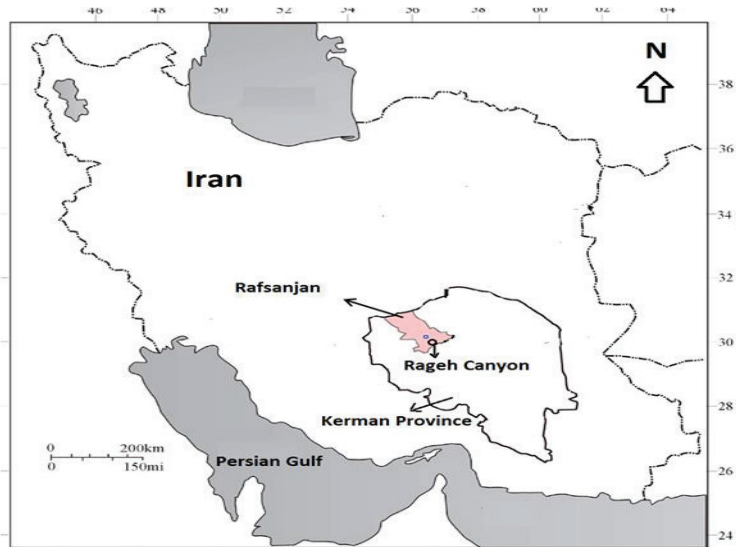 46 48 50 52 54 56 58 60 62 64
N
38
36
Iran
34
32
Rafsanjan
30
Rageh Canyon
28
Kerman Province
0 200km
0 150mi
Persian Gulf
26
24